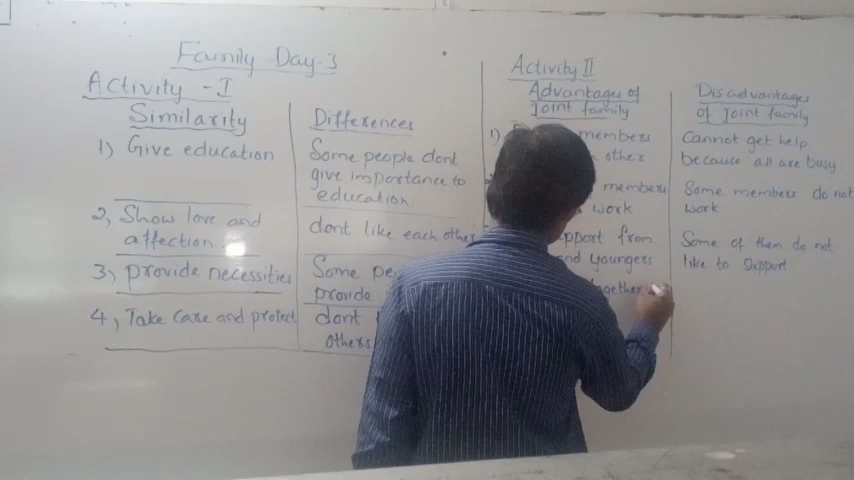 Family Day.3
Activity - I
Similarity
1) Give education
2, Show love and
affection.
3, provide necessities
4, Take care and protect
Differences
Some people dont
give importance to
education.
dont like each other
Some
provide
dont
others
Activity II
Advantages of
Joint family
1) members
other
members
work
support from
and youngers
together
Disadvantages
of Joint family
Cannot get help
because all are busy.
Some members do not
work
Some of them do not
like to support